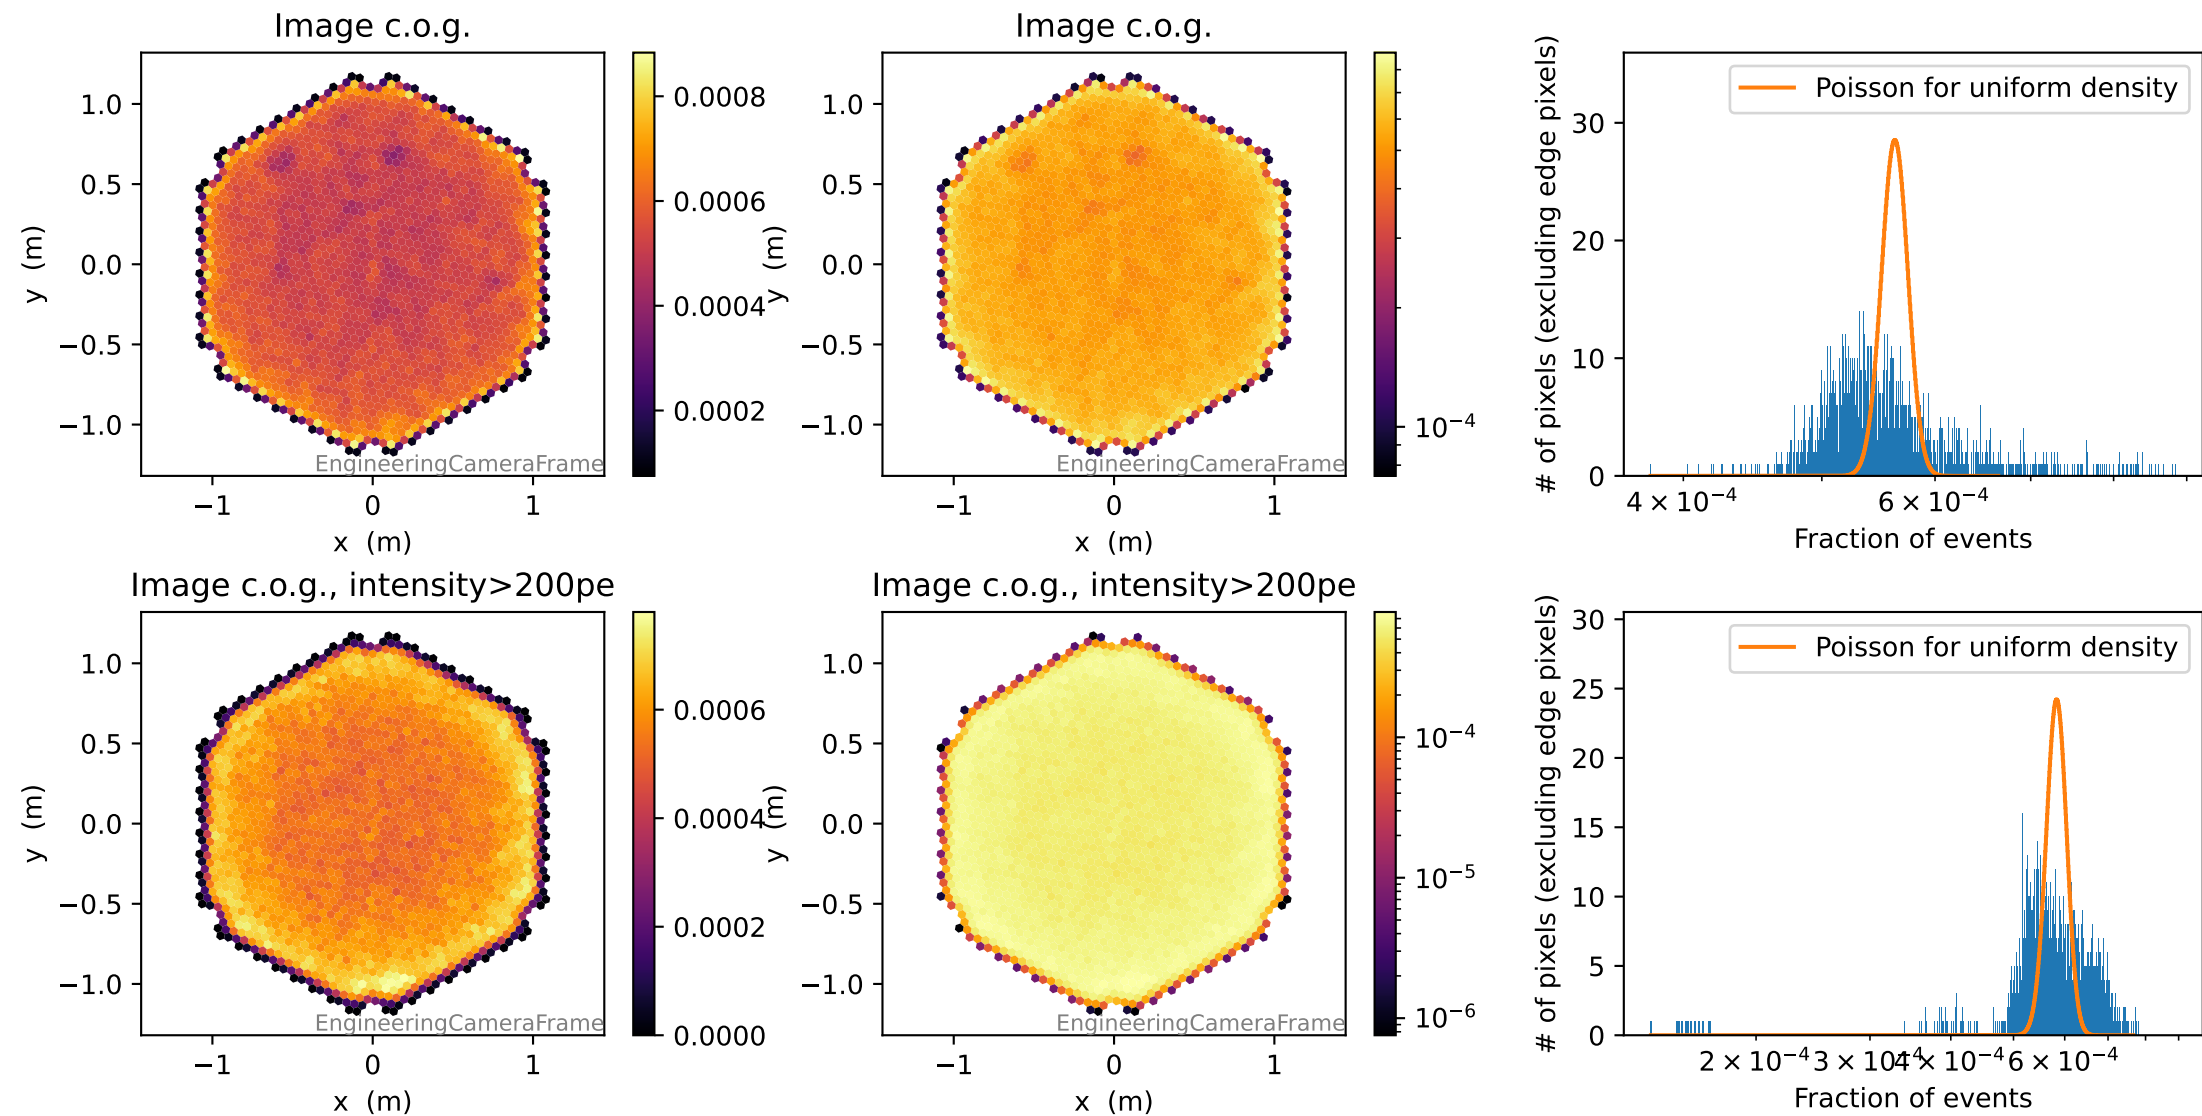 Image c.o.g.
1.0
0.5
0.0
−0.5
−1.0
y (m)
−1
0
1
x (m)
EngineeringCameraFrame
0.0008
0.0006
0.0004
0.0002
Image c.o.g.
1.0
0.5
0.0
−0.5
−1.0
y (m)
−1
0
1
x (m)
EngineeringCameraFrame
10⁻⁴
Poisson for uniform density
30
20
10
0
# of pixels (excluding edge pixels)
4 × 10⁻⁴
6 × 10⁻⁴
Fraction of events
Image c.o.g., intensity>200pe
1.0
0.5
0.0
−0.5
−1.0
y (m)
−1
0
1
x (m)
EngineeringCameraFrame
0.0006
0.0004
0.0002
0.0000
Image c.o.g., intensity>200pe
1.0
0.5
0.0
−0.5
−1.0
y (m)
−1
0
1
x (m)
EngineeringCameraFrame
10⁻⁴
10⁻⁵
10⁻⁶
Poisson for uniform density
30
25
20
15
10
5
0
# of pixels (excluding edge pixels)
2 × 10⁻⁴
3 × 10⁻⁴
4 × 10⁻⁴
6 × 10⁻⁴
Fraction of events